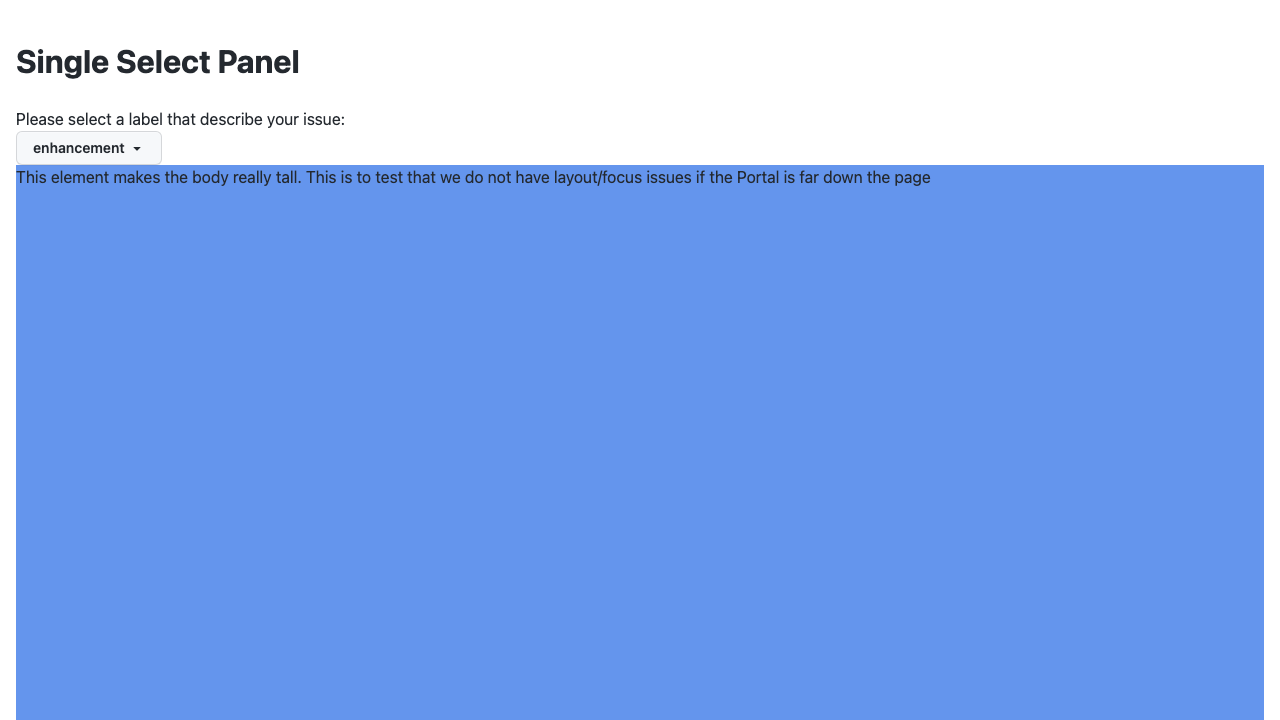 Single Select Panel
Please select a label that describe your issue:
enhancement
This element makes the body really tall. This is to test that we do not have layout/focus issues if the Portal is far down the page